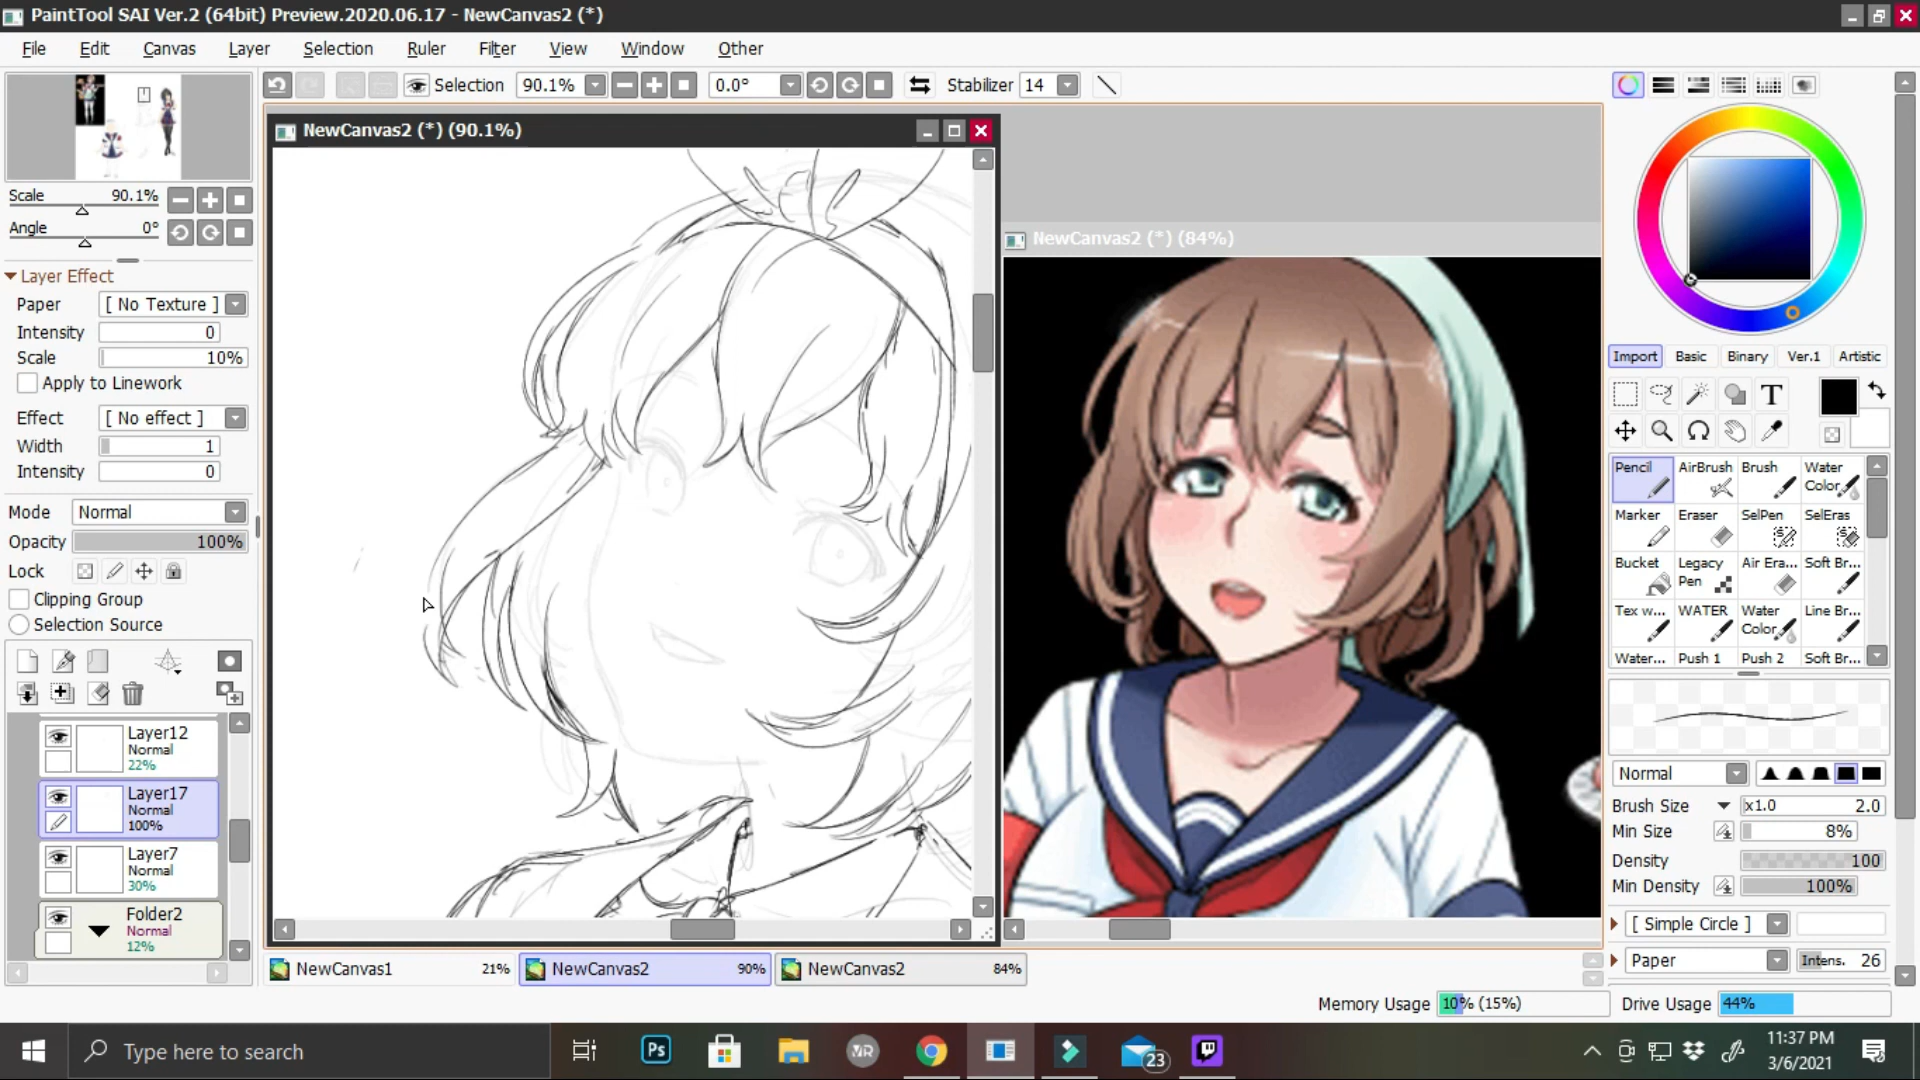 PaintTool SAI Ver.2 (64bit) Preview.2020.06.17 - NewCanvas2 (*)
File Edit Canvas Layer Selection Ruler Filter View Window Other
Selection 90.1% 0.0° Stabilizer 14
NewCanvas2 (*) (90.1%)
NewCanvas2 (*) (84%)
Scale 90.1%
Angle 0°
Layer Effect
Paper [ No Texture ]
Intensity 0
Scale 10%
Apply to Linework
Effect [ No effect ]
Width 1
Intensity 0
Mode Normal
Opacity 100%
Lock
Clipping Group
Selection Source
Layer12
Normal
22%
Layer17
Normal
100%
Layer7
Normal
30%
Folder2
Normal
12%
NewCanvas1 21%
NewCanvas2 90%
NewCanvas2 84%
Import Basic Binary Ver.1 Artistic
T
Pencil AirBrush Brush Water Color
Marker Eraser SelPen SelEras
Bucket Legacy Pen Air Era... Soft Br...
Tex w... WATER Water Color Line Br...
Water... Push 1 Push 2 Soft Br...
Normal
Brush Size x1.0 2.0
Min Size 8%
Density 100
Min Density 100%
[ Simple Circle ]
Paper Intens. 26
Memory Usage 10% (15%) Drive Usage 44%
Type here to search
Ps
MR
23
11:37 PM
3/6/2021